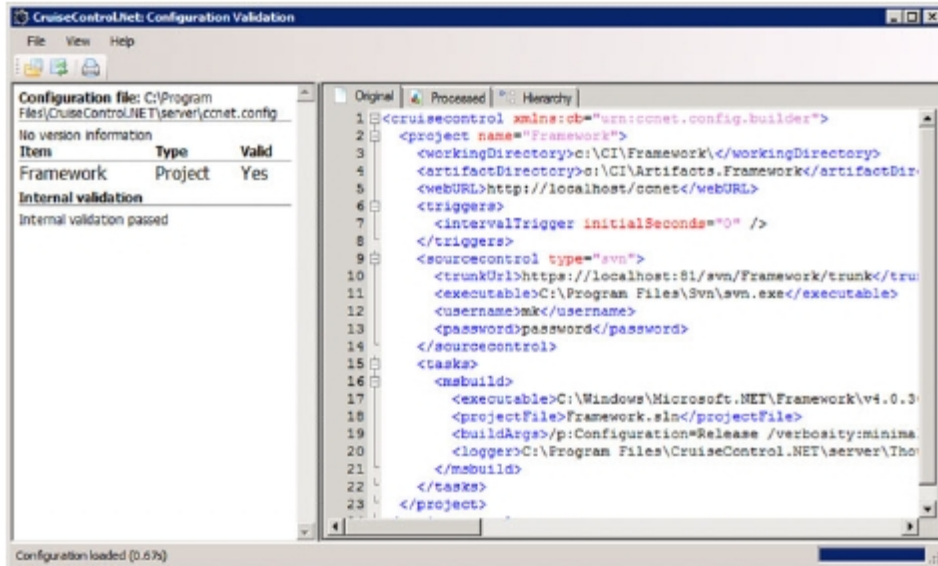 CruiseControl.Net: Configuration Validation
File View Help
Configuration file: C:\Program
Files\CruiseControl.NET\server\ccnet.config
No version information
Item Type Valid
Framework Project Yes
Internal validation
Internal validation passed
Original Processed Hierarchy
1 <cruisecontrol xmlns:cb="urn:ccnet.config.builder">
2 <project name="Framework">
3 <workingDirectory>c:\CI\Framework\</workingDirectory>
4 <artifactDirectory>c:\CI\Artifacts.Framework</artifactDir
5 <webURL>http://localhost/ccnet</webURL>
6 <triggers>
7 <intervalTrigger initialSeconds="0" />
8 </triggers>
9 <sourcecontrol type="svn">
10 <trunkUrl>https://localhost:81/svn/Framework/trunk</tru
11 <executable>C:\Program Files\Svn\svn.exe</executable>
12 <username>mk</username>
13 <password>password</password>
14 </sourcecontrol>
15 <tasks>
16 <msbuild>
17 <executable>C:\Windows\Microsoft.NET\Framework\v4.0.3
18 <projectFile>Framework.sln</projectFile>
19 <buildArgs>/p:Configuration=Release /verbosity:minima
20 <logger>C:\Program Files\CruiseControl.NET\server\Tho
21 </msbuild>
22 </tasks>
23 </project>
Configuration loaded (0.67s)